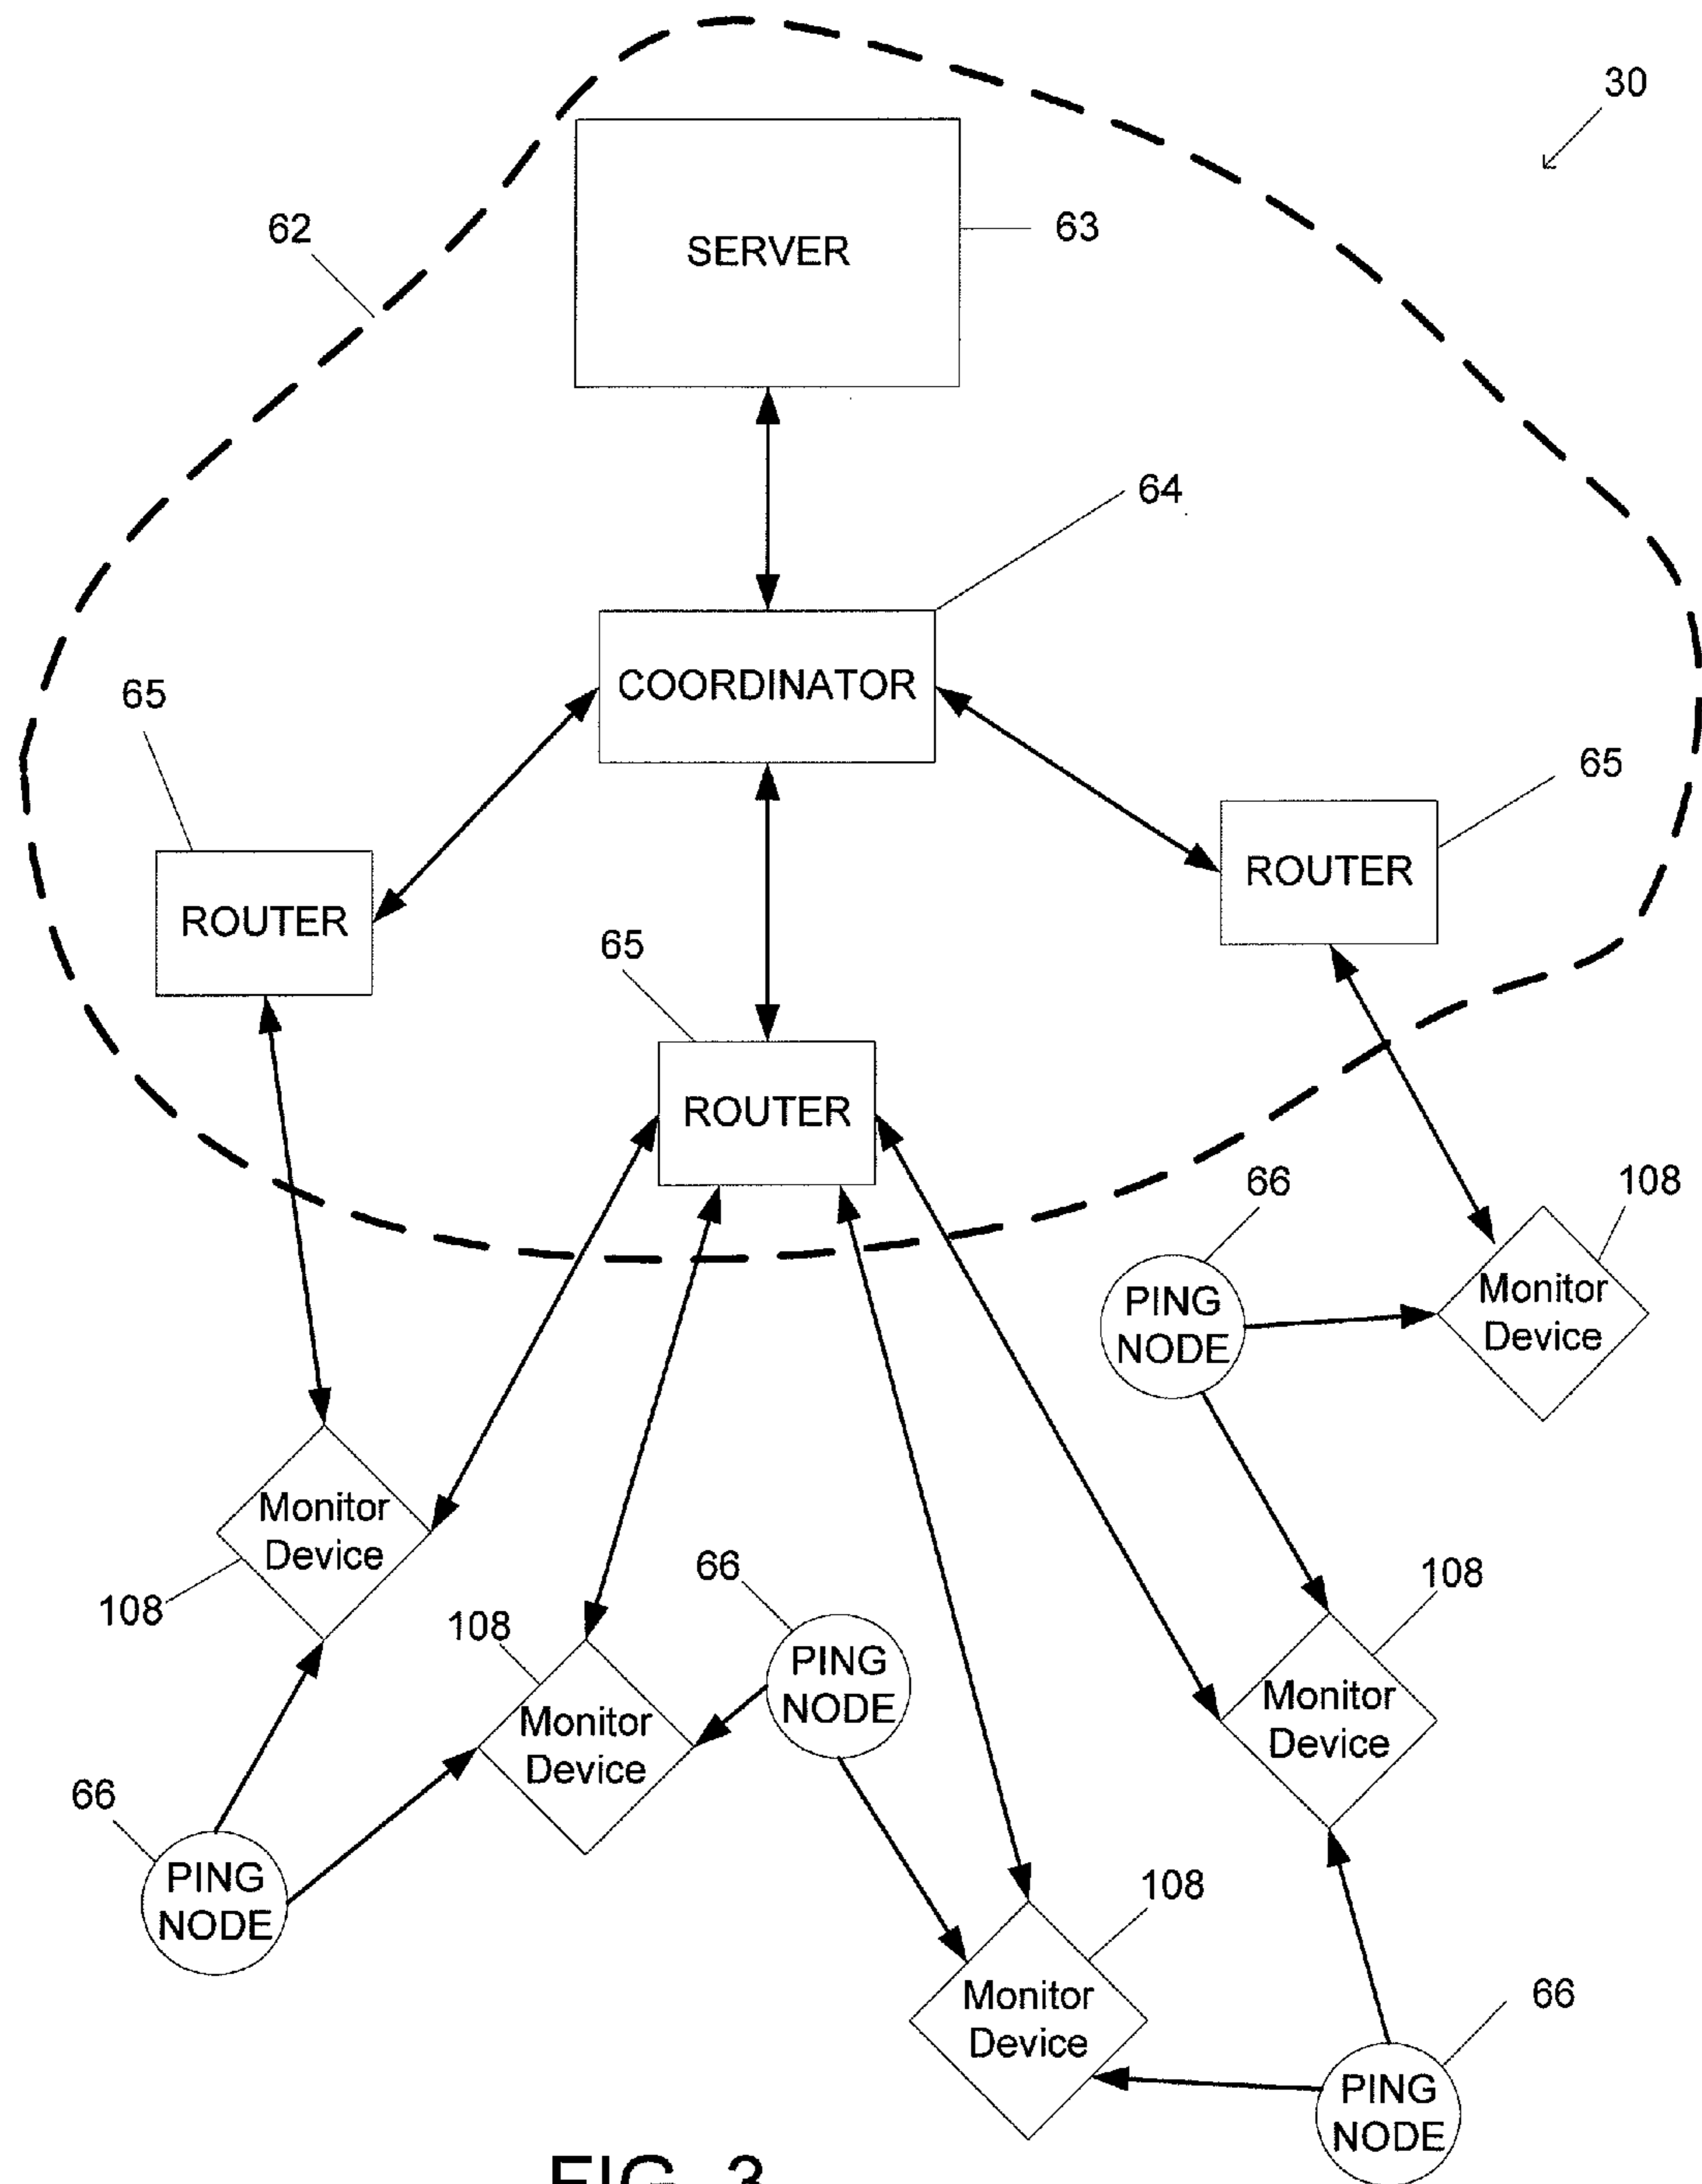 30
62
63
SERVER
64
COORDINATOR
65
65
ROUTER
ROUTER
65
ROUTER
66
108
PING
NODE
Monitor
Device
Monitor
Device
108
66
108
108
PING
NODE
Monitor
Device
Monitor
Device
66
PING
NODE
108
Monitor
Device
66
PING
NODE
FIG. 3